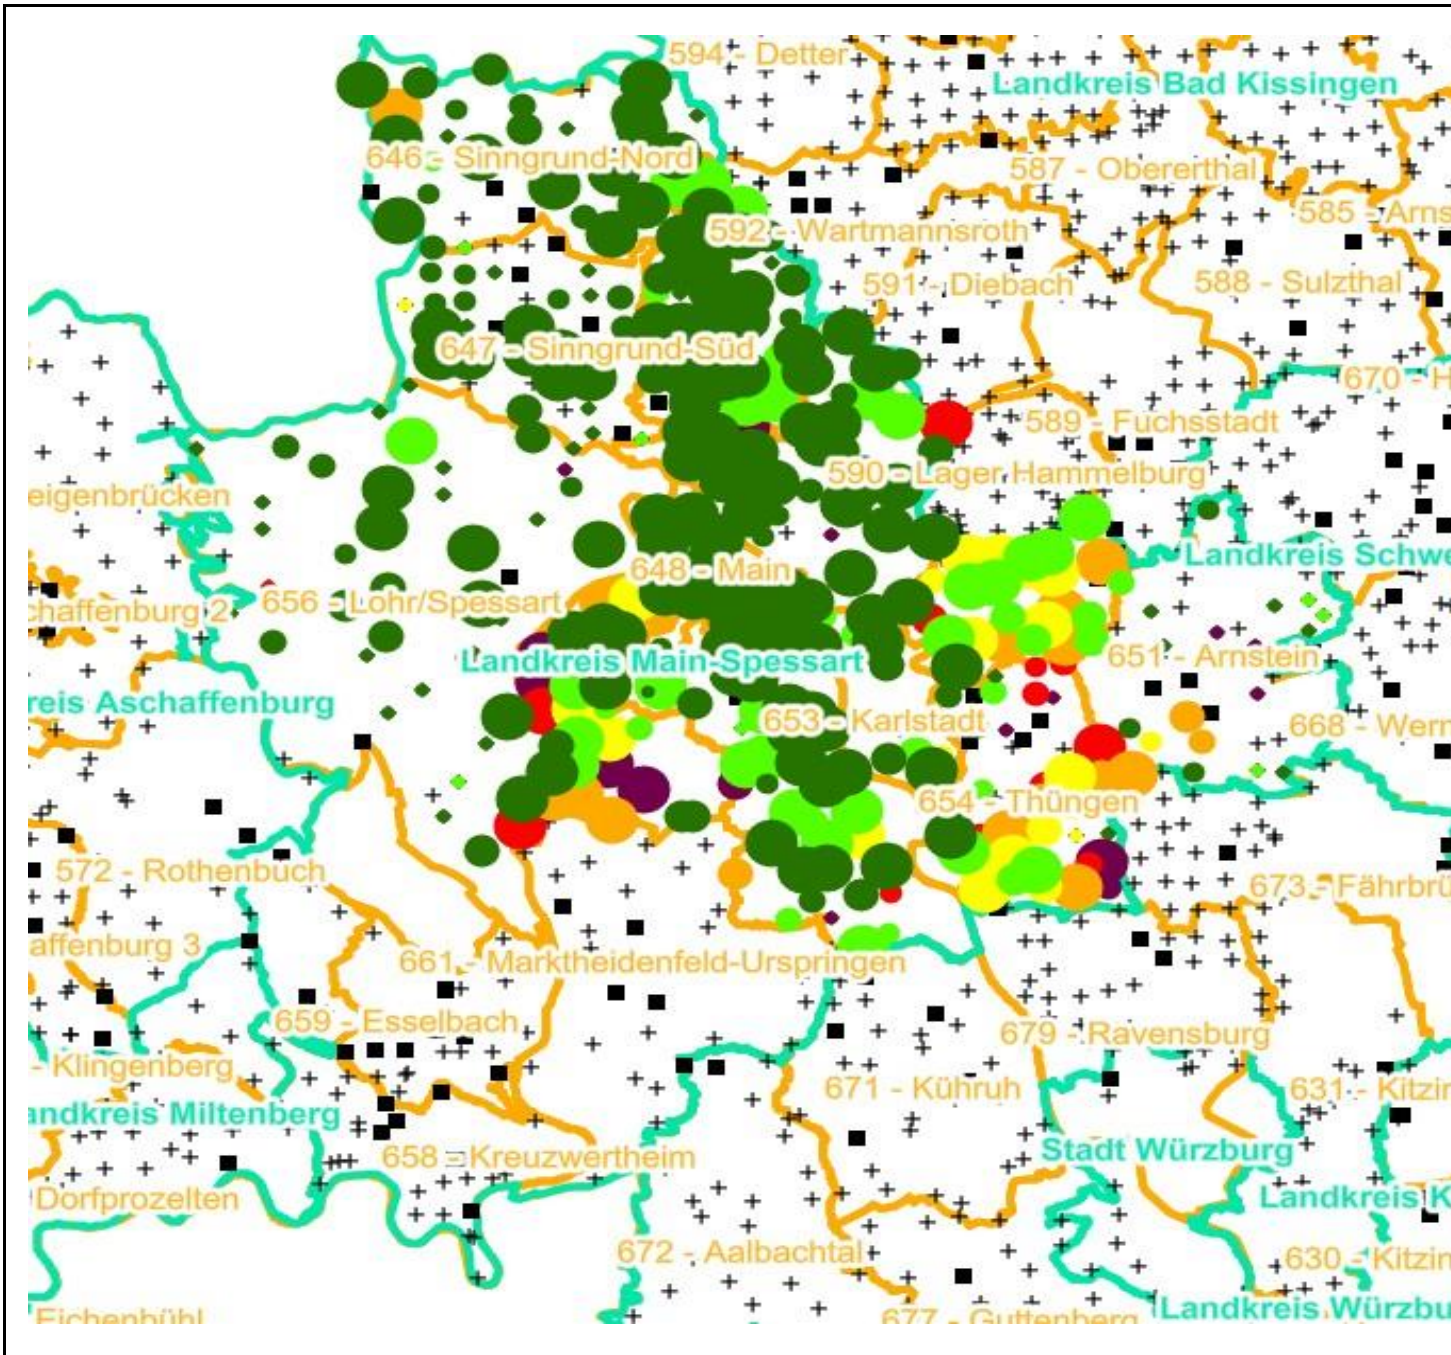 594 - Detter
Landkreis Bad Kissingen
646 - Sinngrund-Nord
587 - Obererthal
585 - Arns
592 - Wartmannsroth
591 - Diebach
588 - Sulzthal
647 - Sinngrund-Süd
670 - H
589 - Fuchsstadt
590 - Lager Hammelburg
eigenbrücken
Landkreis Schwe
648 - Main
656 - Lohr/Spessart
chaffenburg 2
651 - Arnstein
Landkreis Main-Spessart
reis Aschaffenburg
653 - Karlstadt
668 - Werr
654 - Thüngen
572 - Rothenbuch
673 - Fährbrü
affenburg 3
661 - Marktheidenfeld-Urspringen
659 - Esselbach
679 - Ravensburg
- Klingenberg
671 - Kühruh
631 - Kitzin
andkreis Miltenberg
Stadt Würzburg
658 - Kreuzwertheim
Dorfprozelten
Landkreis K
672 - Aalbachtal
630 - Kitzin
Eichenbühl
677 - Guttenberg
Landkreis Würzbu